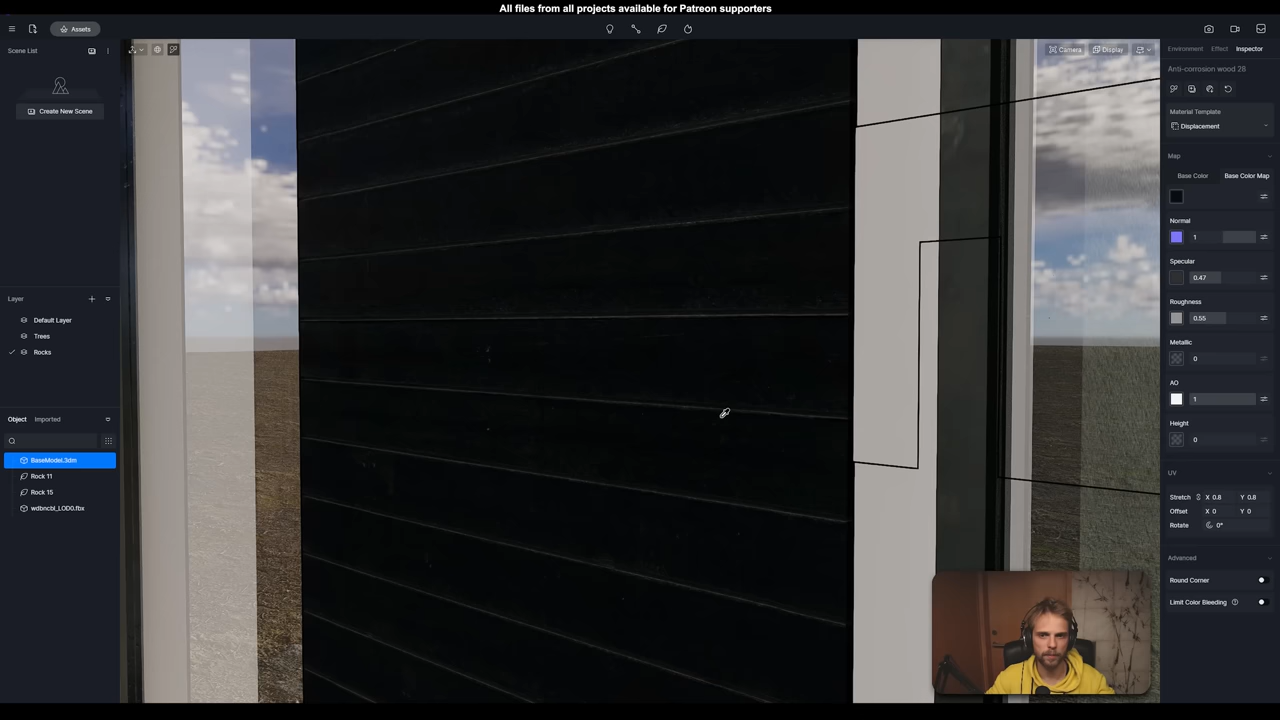 All files from all projects available for Patreon supporters
Assets
Scene List
Create New Scene
Layer
Default Layer
Trees
Rocks
Object Imported
BaseModel.3dm
Rock 11
Rock 15
wdbncbl_LOD0.fbx
Camera
Display
Environment Effect Inspector
Anti-corrosion wood 28
Material Template
Displacement
Map
Base Color Base Color Map
Normal
1
Specular
0.47
Roughness
0.55
Metallic
0
AO
1
Height
0
UV
Stretch X 0.8 Y 0.8
Offset X 0 Y 0
Rotate 0°
Advanced
Round Corner
Limit Color Bleeding